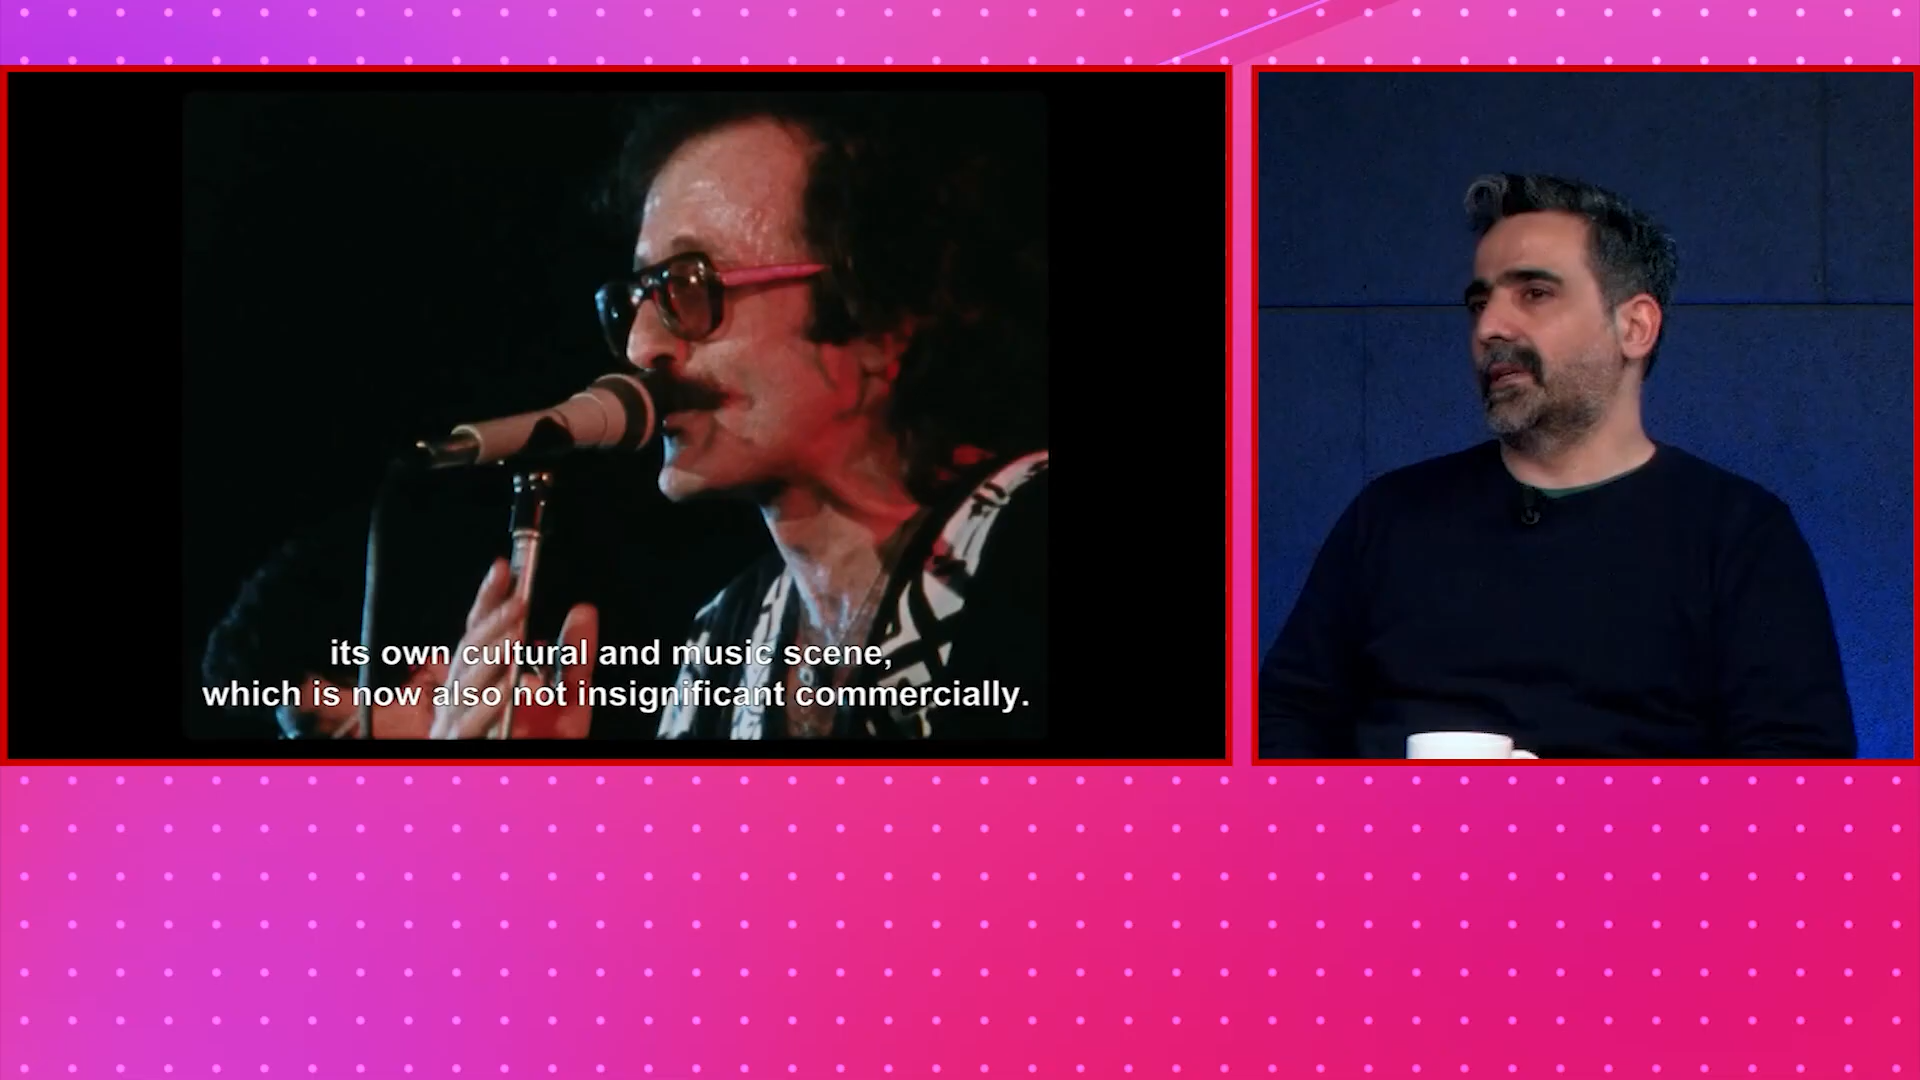 its own cultural and music scene,
which is now also not insignificant commercially.